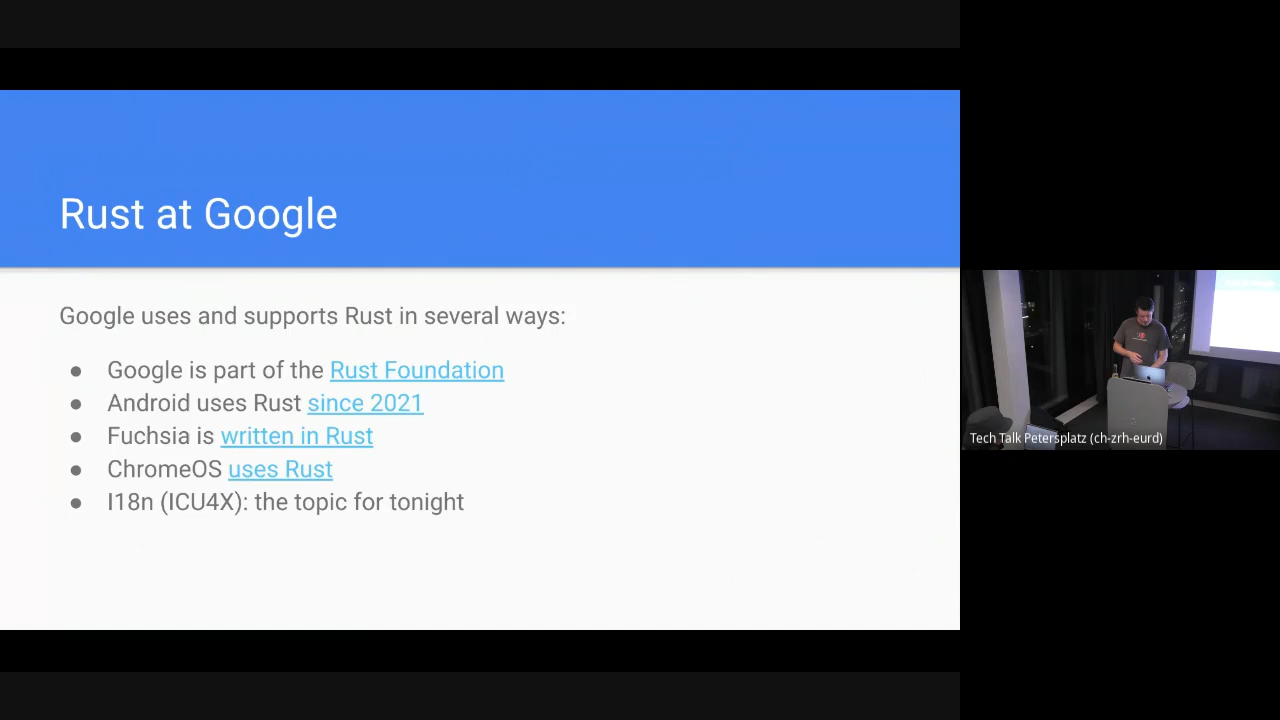 Rust at Google
Google uses and supports Rust in several ways:
● Google is part of the Rust Foundation
● Android uses Rust since 2021
● Fuchsia is written in Rust
● ChromeOS uses Rust
● I18n (ICU4X): the topic for tonight
Tech Talk Petersplatz (ch-zrh-eurd)